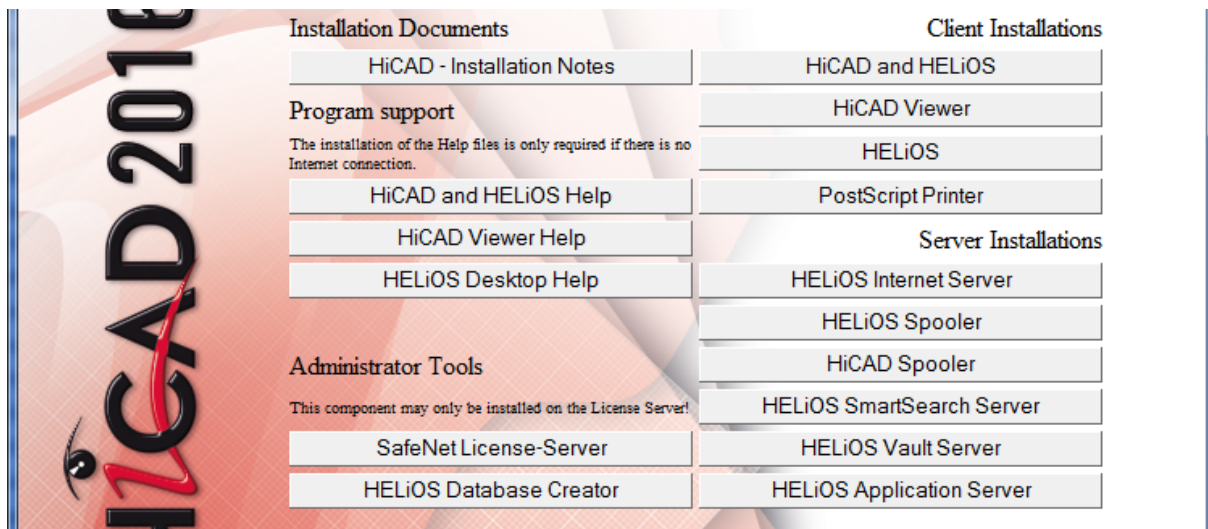 HiCAD 201
Installation Documents
HiCAD - Installation Notes
Program support
The installation of the Help files is only required if there is no
Internet connection.
HiCAD and HELiOS Help
HiCAD Viewer Help
HELiOS Desktop Help
Administrator Tools
This component may only be installed on the License Server!
SafeNet License-Server
HELiOS Database Creator
Client Installations
HiCAD and HELiOS
HiCAD Viewer
HELiOS
PostScript Printer
Server Installations
HELiOS Internet Server
HELiOS Spooler
HiCAD Spooler
HELiOS SmartSearch Server
HELiOS Vault Server
HELiOS Application Server